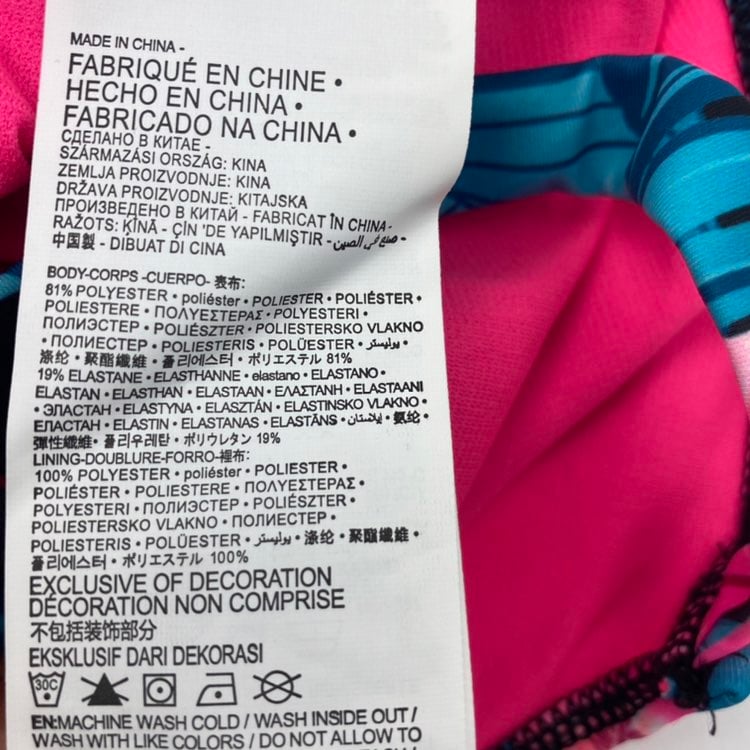 MADE IN CHINA -
FABRIQUÉ EN CHINE •
HECHO EN CHINA •
FABRICADO NA CHINA •
СДЕЛАНО В КИТАЕ -
SZÁRMAZÁSI ORSZÁG: KINA
ZEMLJA PROIZVODNJE: KINA
DRŽAVA PROIZVODNJE: KITAJSKA
ПРОИЗВЕДЕНО В КИТАЙ - FABRICAT ÎN CHINA -
RAŽOTS: ĶĪNĀ - ÇİN 'DE YAPILMIŞTIR - صنع في الصين -
中国製 - DIBUAT DI CINA
BODY-CORPS -CUERPO- 表布:
81% POLYESTER • poliéster • POLIESTER • POLIÉSTER •
POLIESTERE • ΠΟΛΥΕΣΤΕΡΑΣ • POLYESTERI •
ПОЛИЭСТЕР • POLIÉSZTER • POLIESTERSKO VLAKNO
• ПОЛИЕСТЕР • POLIESTERIS • POLÜESTER • بوليستر •
涤纶 • 聚酯纖維 • 폴리에스터 • ポリエステル 81%
19% ELASTANE • ELASTHANNE • elastano • ELASTANO •
ELASTAN • ELASTHAN • ELASTAAN • ΕΛΑΣΤΑΝΗ • ELASTAANI
• ЭЛАСТАН • ELASTYNA • ELASZTÁN • ELASTINSKO VLAKNO •
ЕЛАСТАН • ELASTIN • ELASTANAS • ELASTĀNS • إيلاستان • 氨纶 •
彈性纖維 • 폴리우레탄 • ポリウレタン 19%
LINING-DOUBLURE-FORRO-裡布:
100% POLYESTER • poliéster • POLIESTER •
POLIÉSTER • POLIESTERE • ΠΟΛΥΕΣΤΕΡΑΣ •
POLYESTERI • ПОЛИЭСТЕР • POLIÉSZTER •
POLIESTERSKO VLAKNO • ПОЛИЕСТЕР •
POLIESTERIS • POLÜESTER • بوليستر • 涤纶 • 聚酯纖維 •
폴리에스터 • ポリエステル 100%
EXCLUSIVE OF DECORATION
DÉCORATION NON COMPRISE
不包括装饰部分
EKSKLUSIF DARI DEKORASI
30C
EN:MACHINE WASH COLD / WASH INSIDE OUT /
WASH WITH LIKE COLORS / DO NOT ALLOW TO